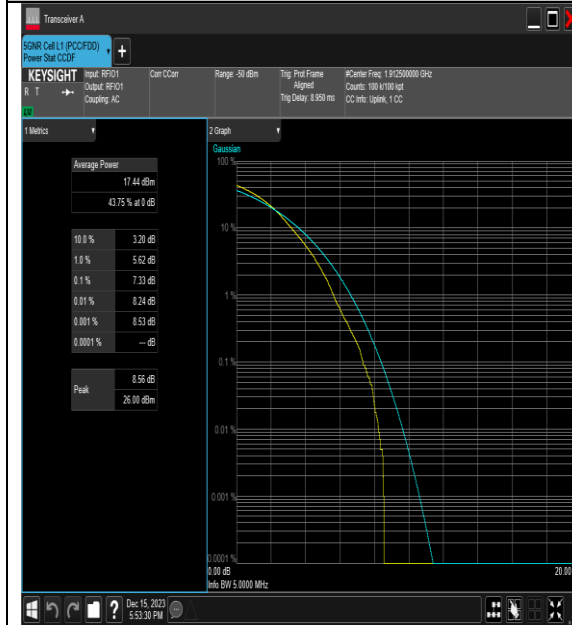 Transceiver A
5GNR Cell L1 (PCC/FDD)
Power Stat CCDF
KEYSIGHT
R T
Input: RFIO1
Output: RFIO1
Coupling: AC
Corr CCorr
Range: -50 dBm
Trig: Prot Frame
Aligned
Trig Delay: 8.950 ms
#Center Freq: 1.912500000 GHz
Counts: 100 k/100 kpt
CC Info: Uplink, 1 CC
1 Metrics
Average Power
17.44 dBm
43.75 % at 0 dB
10.0 % 3.20 dB
1.0 % 5.62 dB
0.1 % 7.33 dB
0.01 % 8.24 dB
0.001 % 8.53 dB
0.0001 % --- dB
Peak
8.56 dB
26.00 dBm
2 Graph
Gaussian
100 %
10 %
1 %
0.1 %
0.01 %
0.001 %
0.0001 %
0.00 dB
20.00
Info BW 5.0000 MHz
Dec 15, 2023
5:53:30 PM